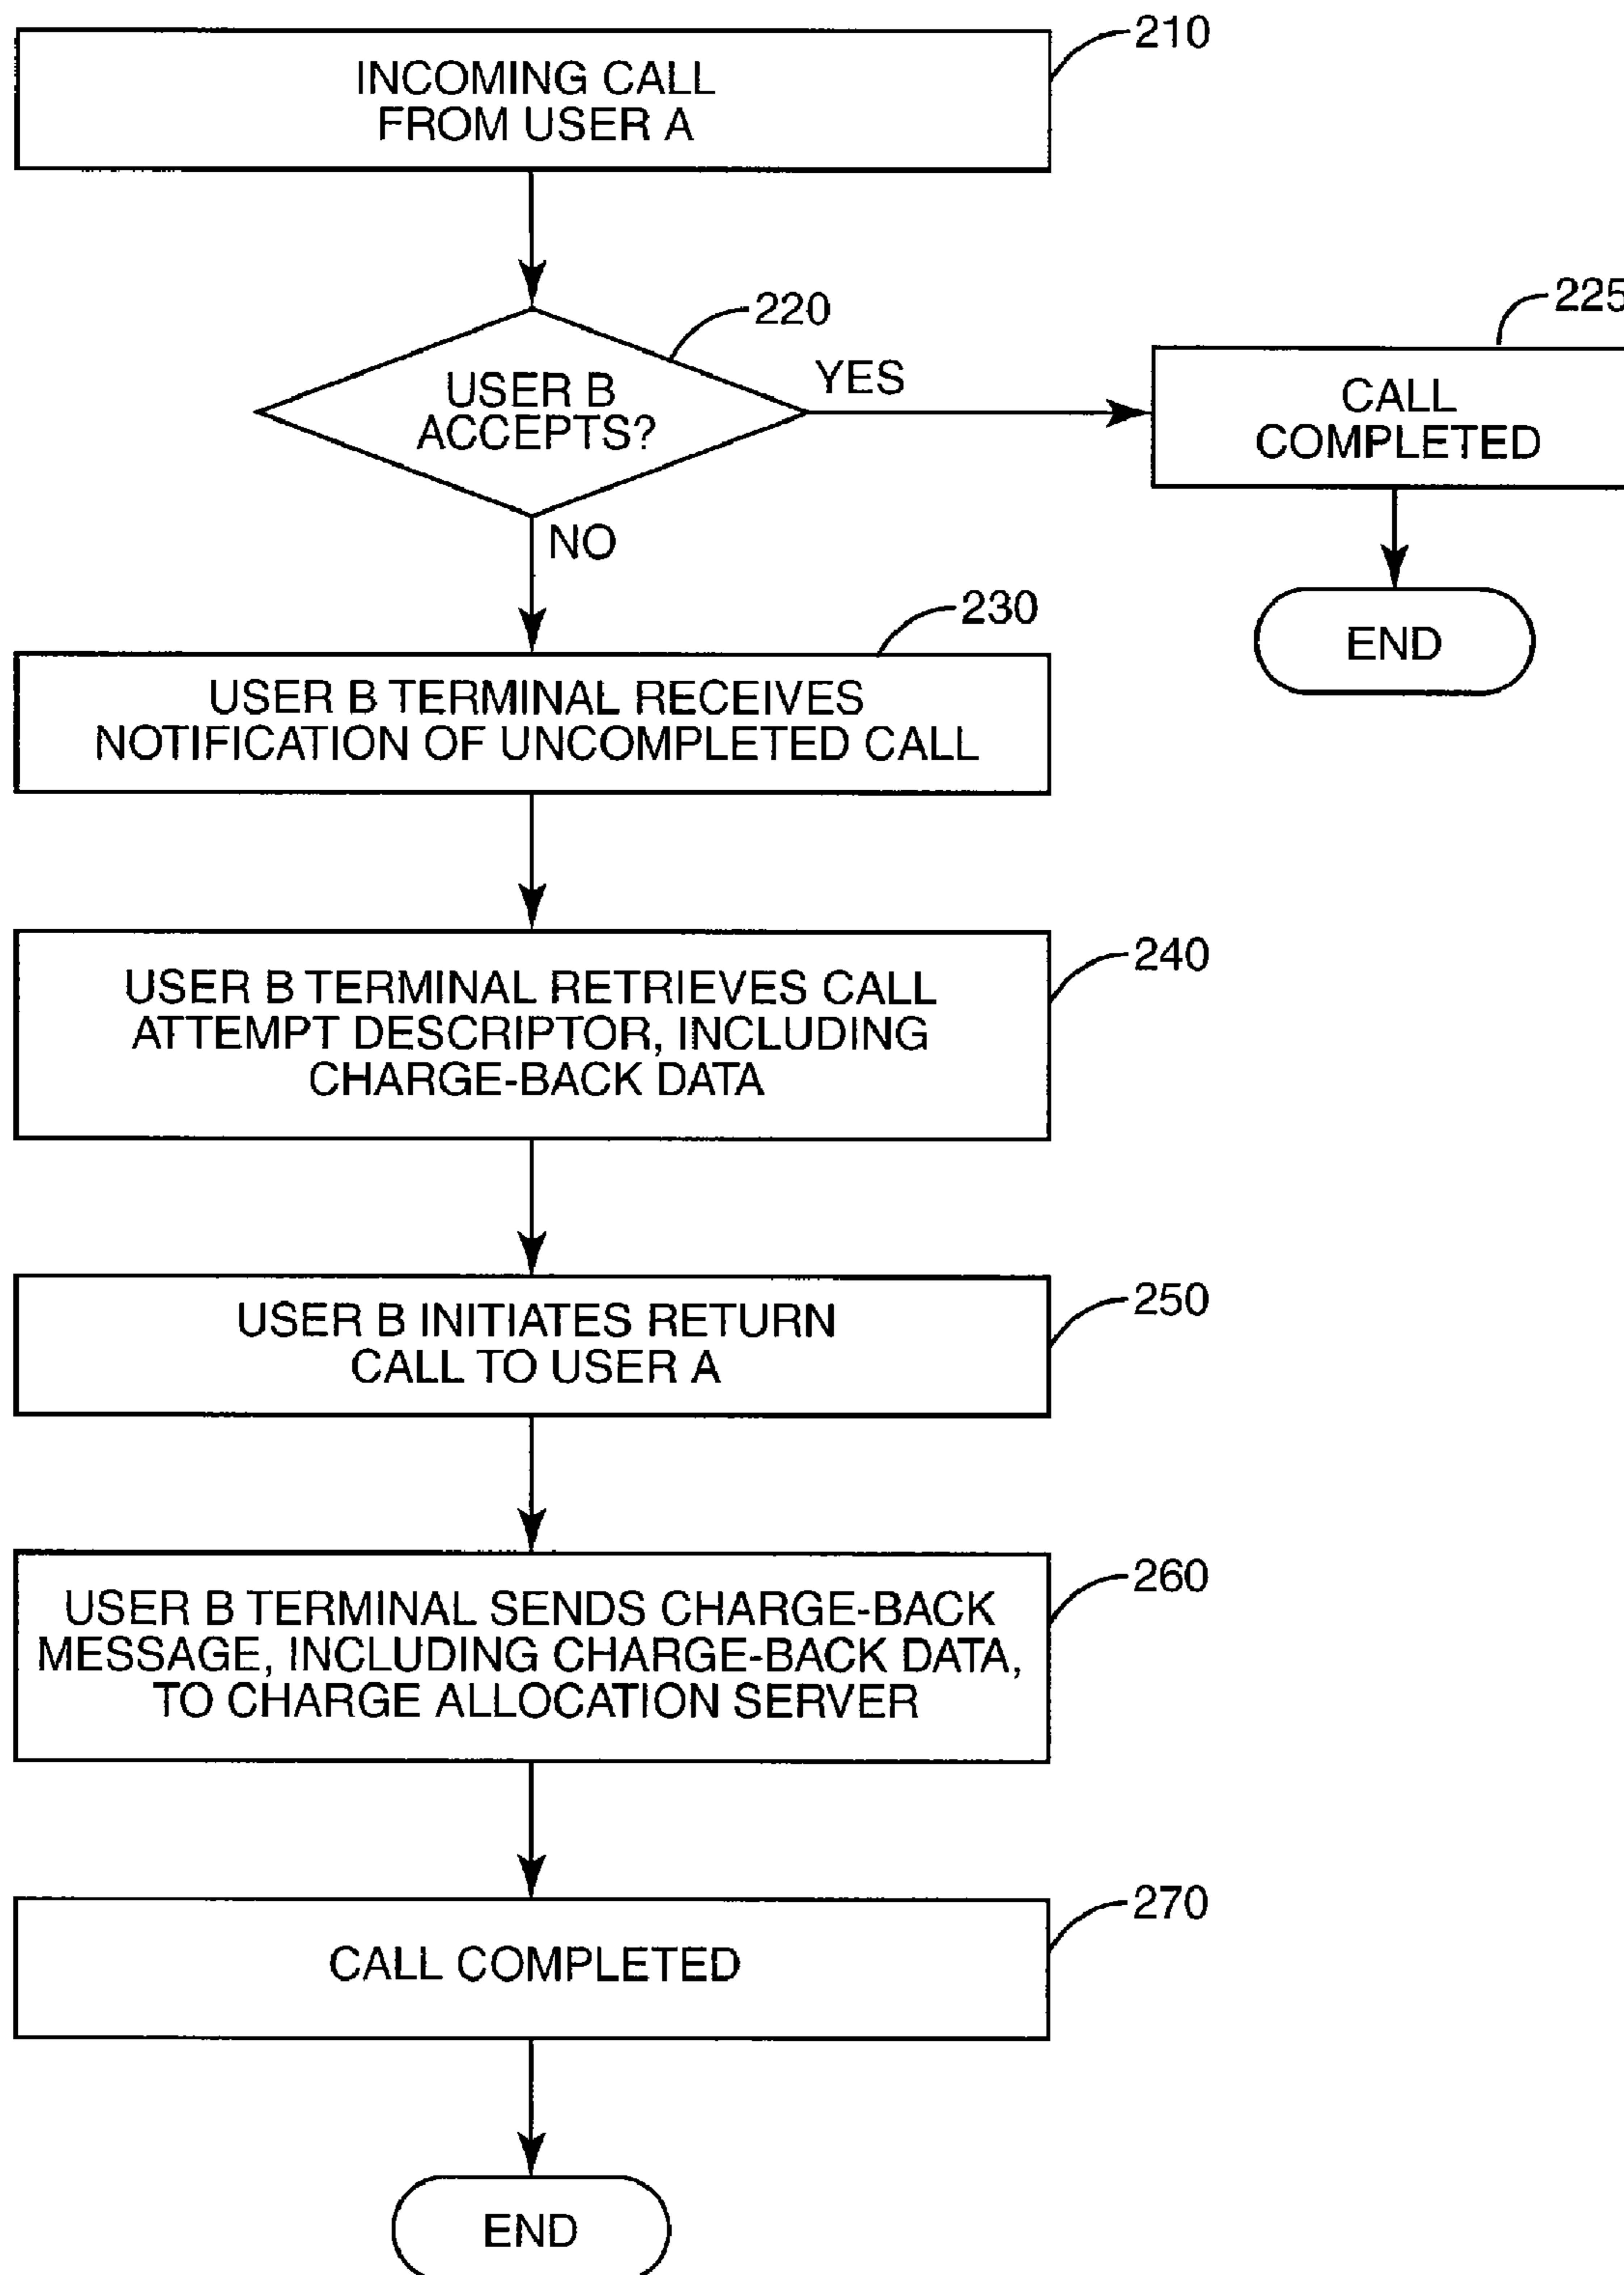 210
INCOMING CALL
FROM USER A
220
225
USER B
ACCEPTS?
YES
CALL
COMPLETED
NO
END
230
USER B TERMINAL RECEIVES
NOTIFICATION OF UNCOMPLETED CALL
240
USER B TERMINAL RETRIEVES CALL
ATTEMPT DESCRIPTOR, INCLUDING
CHARGE-BACK DATA
250
USER B INITIATES RETURN
CALL TO USER A
260
USER B TERMINAL SENDS CHARGE-BACK
MESSAGE, INCLUDING CHARGE-BACK DATA,
TO CHARGE ALLOCATION SERVER
270
CALL COMPLETED
END